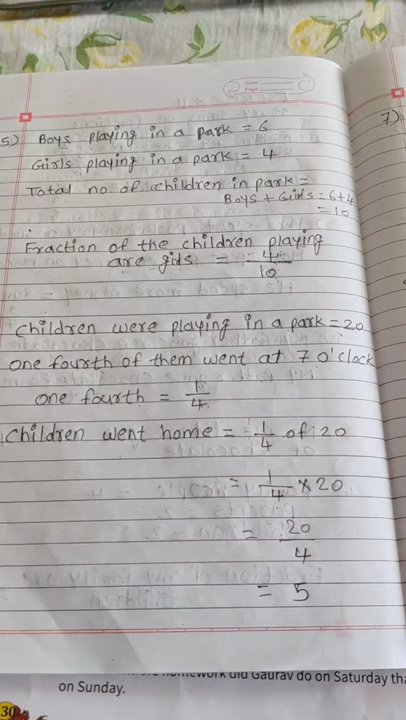 Date
Page
5) Boys playing in a park = 6
7)
Girls playing in a park = 4
Total no of children in park =
Boys + Girls = 6+4
= 10
Fraction of the children playing
are girls = 4/10
Children were playing in a park = 20
One fourth of them went at 7 o'clock
One fourth = 1/4
Children went home = 1/4 of 20
= 1/4 × 20
= 20/4
= 5
homework did Gaurav do on Saturday tha
on Sunday.
30